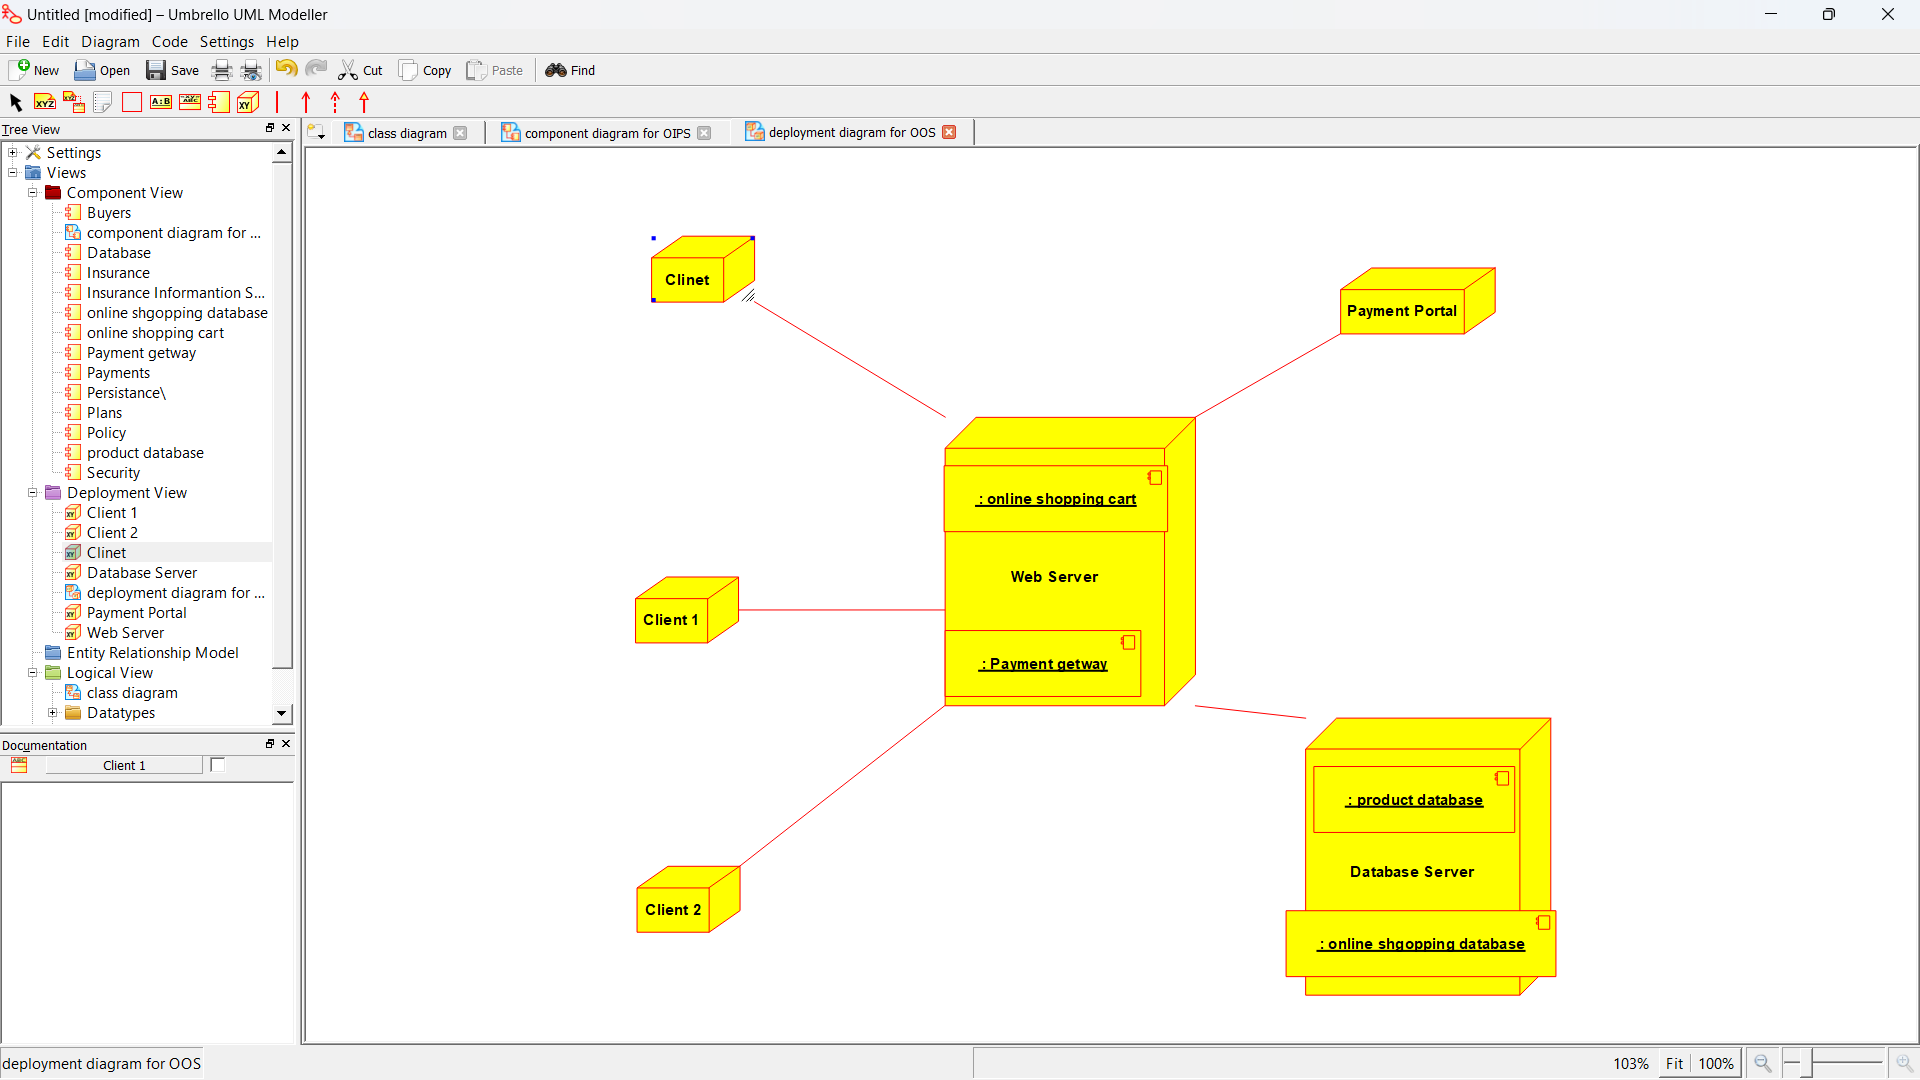 Untitled [modified] – Umbrello UML Modeller
File Edit Diagram Code Settings Help
New Open Save Cut Copy Paste Find
XYZ XYZ A:B ABC XY
Tree View
class diagram component diagram for OIPS deployment diagram for OOS
Settings
Views
Component View
Buyers
component diagram for ...
Database
Insurance
Insurance Informantion S...
online shgopping database
online shopping cart
Payment getway
Payments
Persistance\
Plans
Policy
product database
Security
Deployment View
Client 1
Client 2
Clinet
Database Server
deployment diagram for ...
Payment Portal
Web Server
Entity Relationship Model
Logical View
class diagram
Datatypes
Documentation
Client 1
Clinet
Payment Portal
: online shopping cart
Web Server
Client 1
: Payment getway
: product database
Database Server
Client 2
: online shgopping database
deployment diagram for OOS
103% Fit 100%